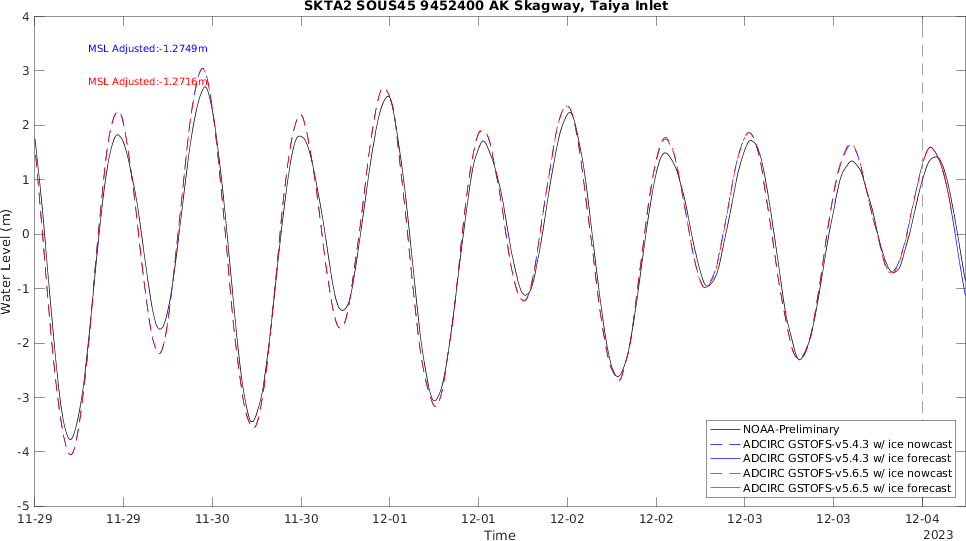 SKTA2 SOUS45 9452400 AK Skagway, Taiya Inlet
4
3
2
1
0
-1
-2
-3
-4
-5
Water Level (m)
MSL Adjusted:-1.2749m
MSL Adjusted:-1.2716m
NOAA-Preliminary
ADCIRC GSTOFS-v5.4.3 w/ ice nowcast
ADCIRC GSTOFS-v5.4.3 w/ ice forecast
ADCIRC GSTOFS-v5.6.5 w/ ice nowcast
ADCIRC GSTOFS-v5.6.5 w/ ice forecast
11-29 11-29 11-30 11-30 12-01 12-01 12-02 12-02 12-03 12-03 12-04
2023
Time